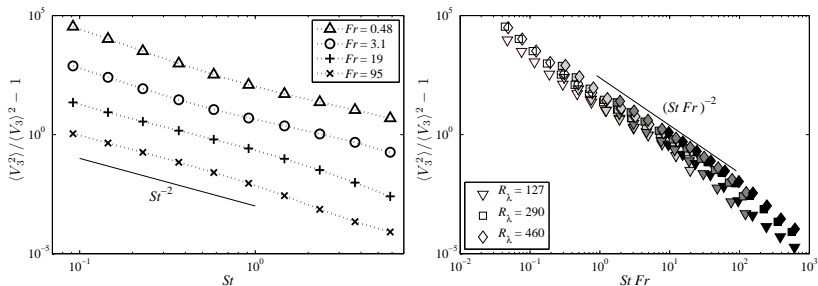 10^5
10^0
10^-5
⟨V_3^2⟩/⟨V_3⟩^2 − 1
Fr = 0.48
Fr = 3.1
Fr = 19
Fr = 95
St^-2
10^-1
10^0
St
10^5
10^0
10^-5
⟨V_3^2⟩/⟨V_3⟩^2 − 1
(St Fr)^-2
R_λ = 127
R_λ = 290
R_λ = 460
10^-2
10^-1
10^0
10^1
10^2
10^3
St Fr